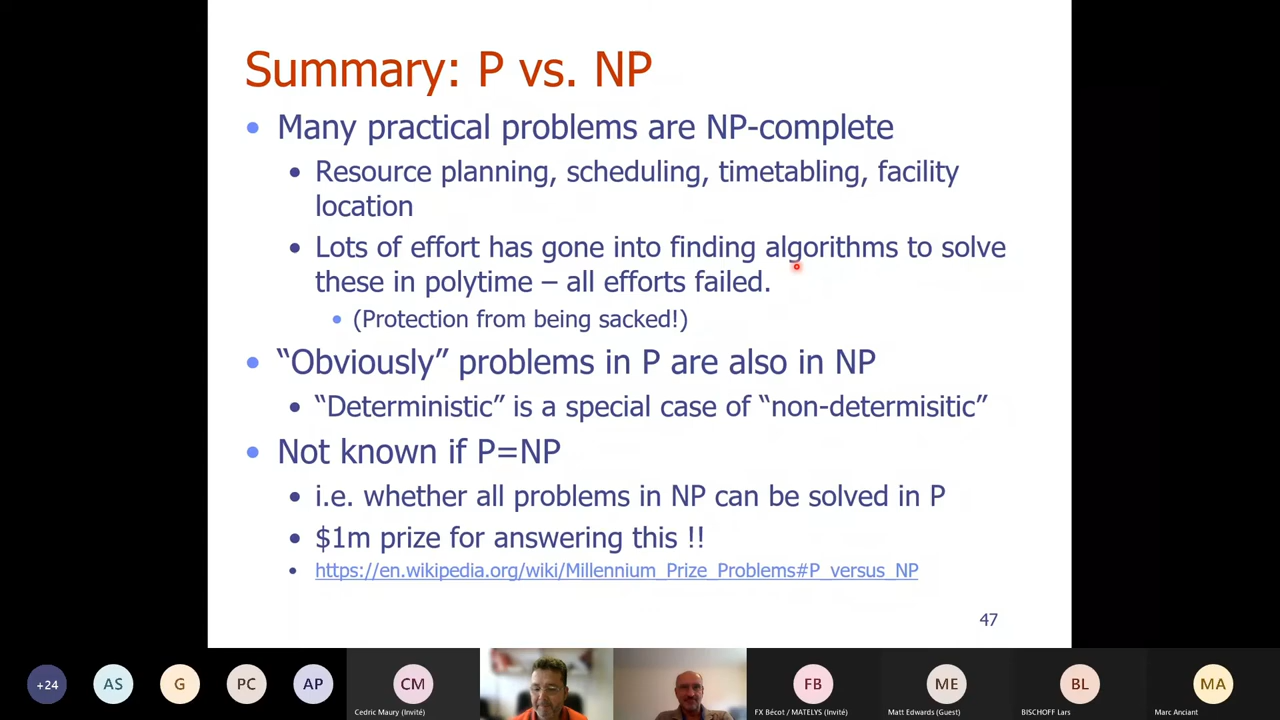 Summary: P vs. NP
• Many practical problems are NP-complete
• Resource planning, scheduling, timetabling, facility
location
• Lots of effort has gone into finding algorithms to solve
these in polytime – all efforts failed.
• (Protection from being sacked!)
• “Obviously” problems in P are also in NP
• “Deterministic” is a special case of “non-determisitic”
• Not known if P=NP
• i.e. whether all problems in NP can be solved in P
• $1m prize for answering this !!
• https://en.wikipedia.org/wiki/Millennium_Prize_Problems#P_versus_NP
47
+24 AS G PC AP CM FB ME BL MA
Cedric Maury (Invité) FX Bécot / MATELYS (Invité) Matt Edwards (Guest) BISCHOFF Lars Marc Anciant